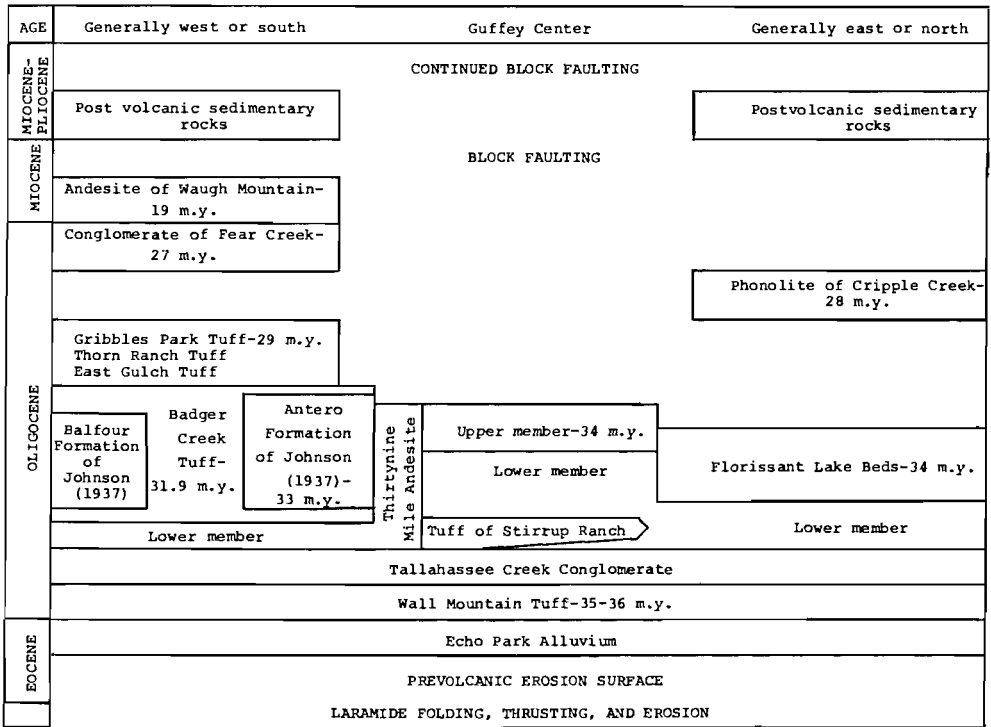 AGE
Generally west or south
Guffey Center
Generally east or north
MIOCENE-
PLIOCENE
CONTINUED BLOCK FAULTING
Post volcanic sedimentary
rocks
Postvolcanic sedimentary
rocks
MIOCENE
BLOCK FAULTING
Andesite of Waugh Mountain-
19 m.y.
OLIGOCENE
Conglomerate of Fear Creek-
27 m.y.
Phonolite of Cripple Creek-
28 m.y.
Gribbles Park Tuff-29 m.y.
Thorn Ranch Tuff
East Gulch Tuff
Balfour
Formation
of
Johnson
(1937)
Badger
Creek
Tuff-
31.9 m.y.
Antero
Formation
of Johnson
(1937)-
33 m.y.
Lower member
Thirtynine
Mile Andesite
Upper member-34 m.y.
Lower member
Tuff of Stirrup Ranch
Florissant Lake Beds-34 m.y.
Lower member
Tallahassee Creek Conglomerate
Wall Mountain Tuff-35-36 m.y.
EOCENE
Echo Park Alluvium
PREVOLCANIC EROSION SURFACE
LARAMIDE FOLDING, THRUSTING, AND EROSION